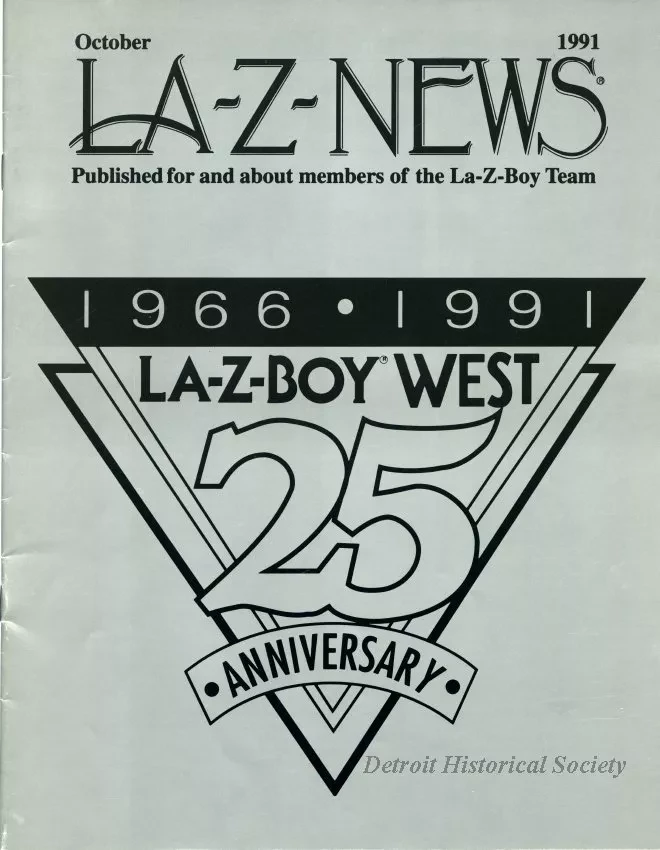 October 1991
LA-Z-NEWS®
Published for and about members of the La-Z-Boy Team
1966 • 1991
LA-Z-BOY® WEST
25
• ANNIVERSARY •
Detroit Historical Society